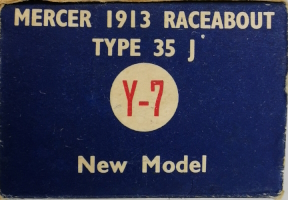 MERCER 1913 RACEABOUT
TYPE 35 J
Y-7
New Model